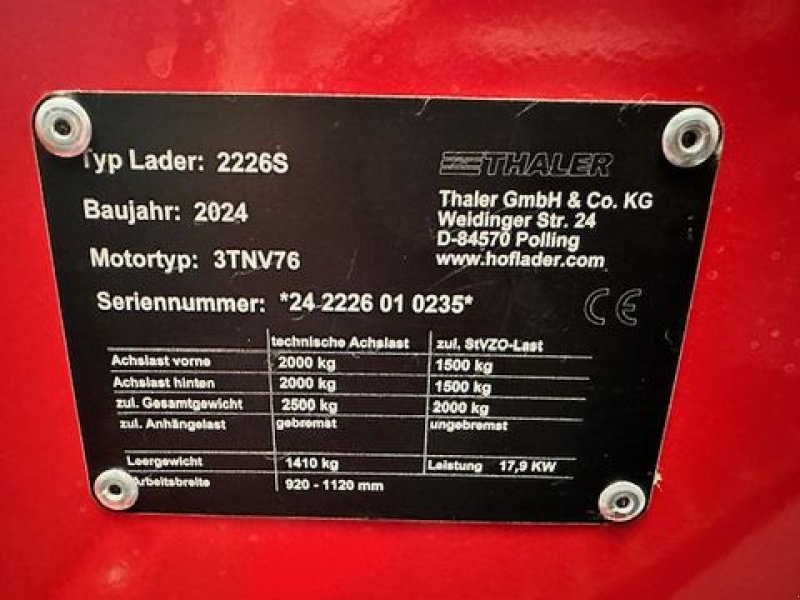 Typ Lader: 2226S
THALER
Baujahr: 2024
Thaler GmbH & Co. KG
Weidinger Str. 24
D-84570 Polling
www.hoflader.com
Motortyp: 3TNV76
Seriennummer: *24 2226 01 0235*
CE
technische Achslast zul. StVZO-Last
Achslast vorne 2000 kg 1500 kg
Achslast hinten 2000 kg 1500 kg
zul. Gesamtgewicht 2500 kg 2000 kg
zul. Anhängelast gebremst ungebremst
Leergewicht 1410 kg Leistung 17,9 KW
Arbeitsbreite 920 - 1120 mm